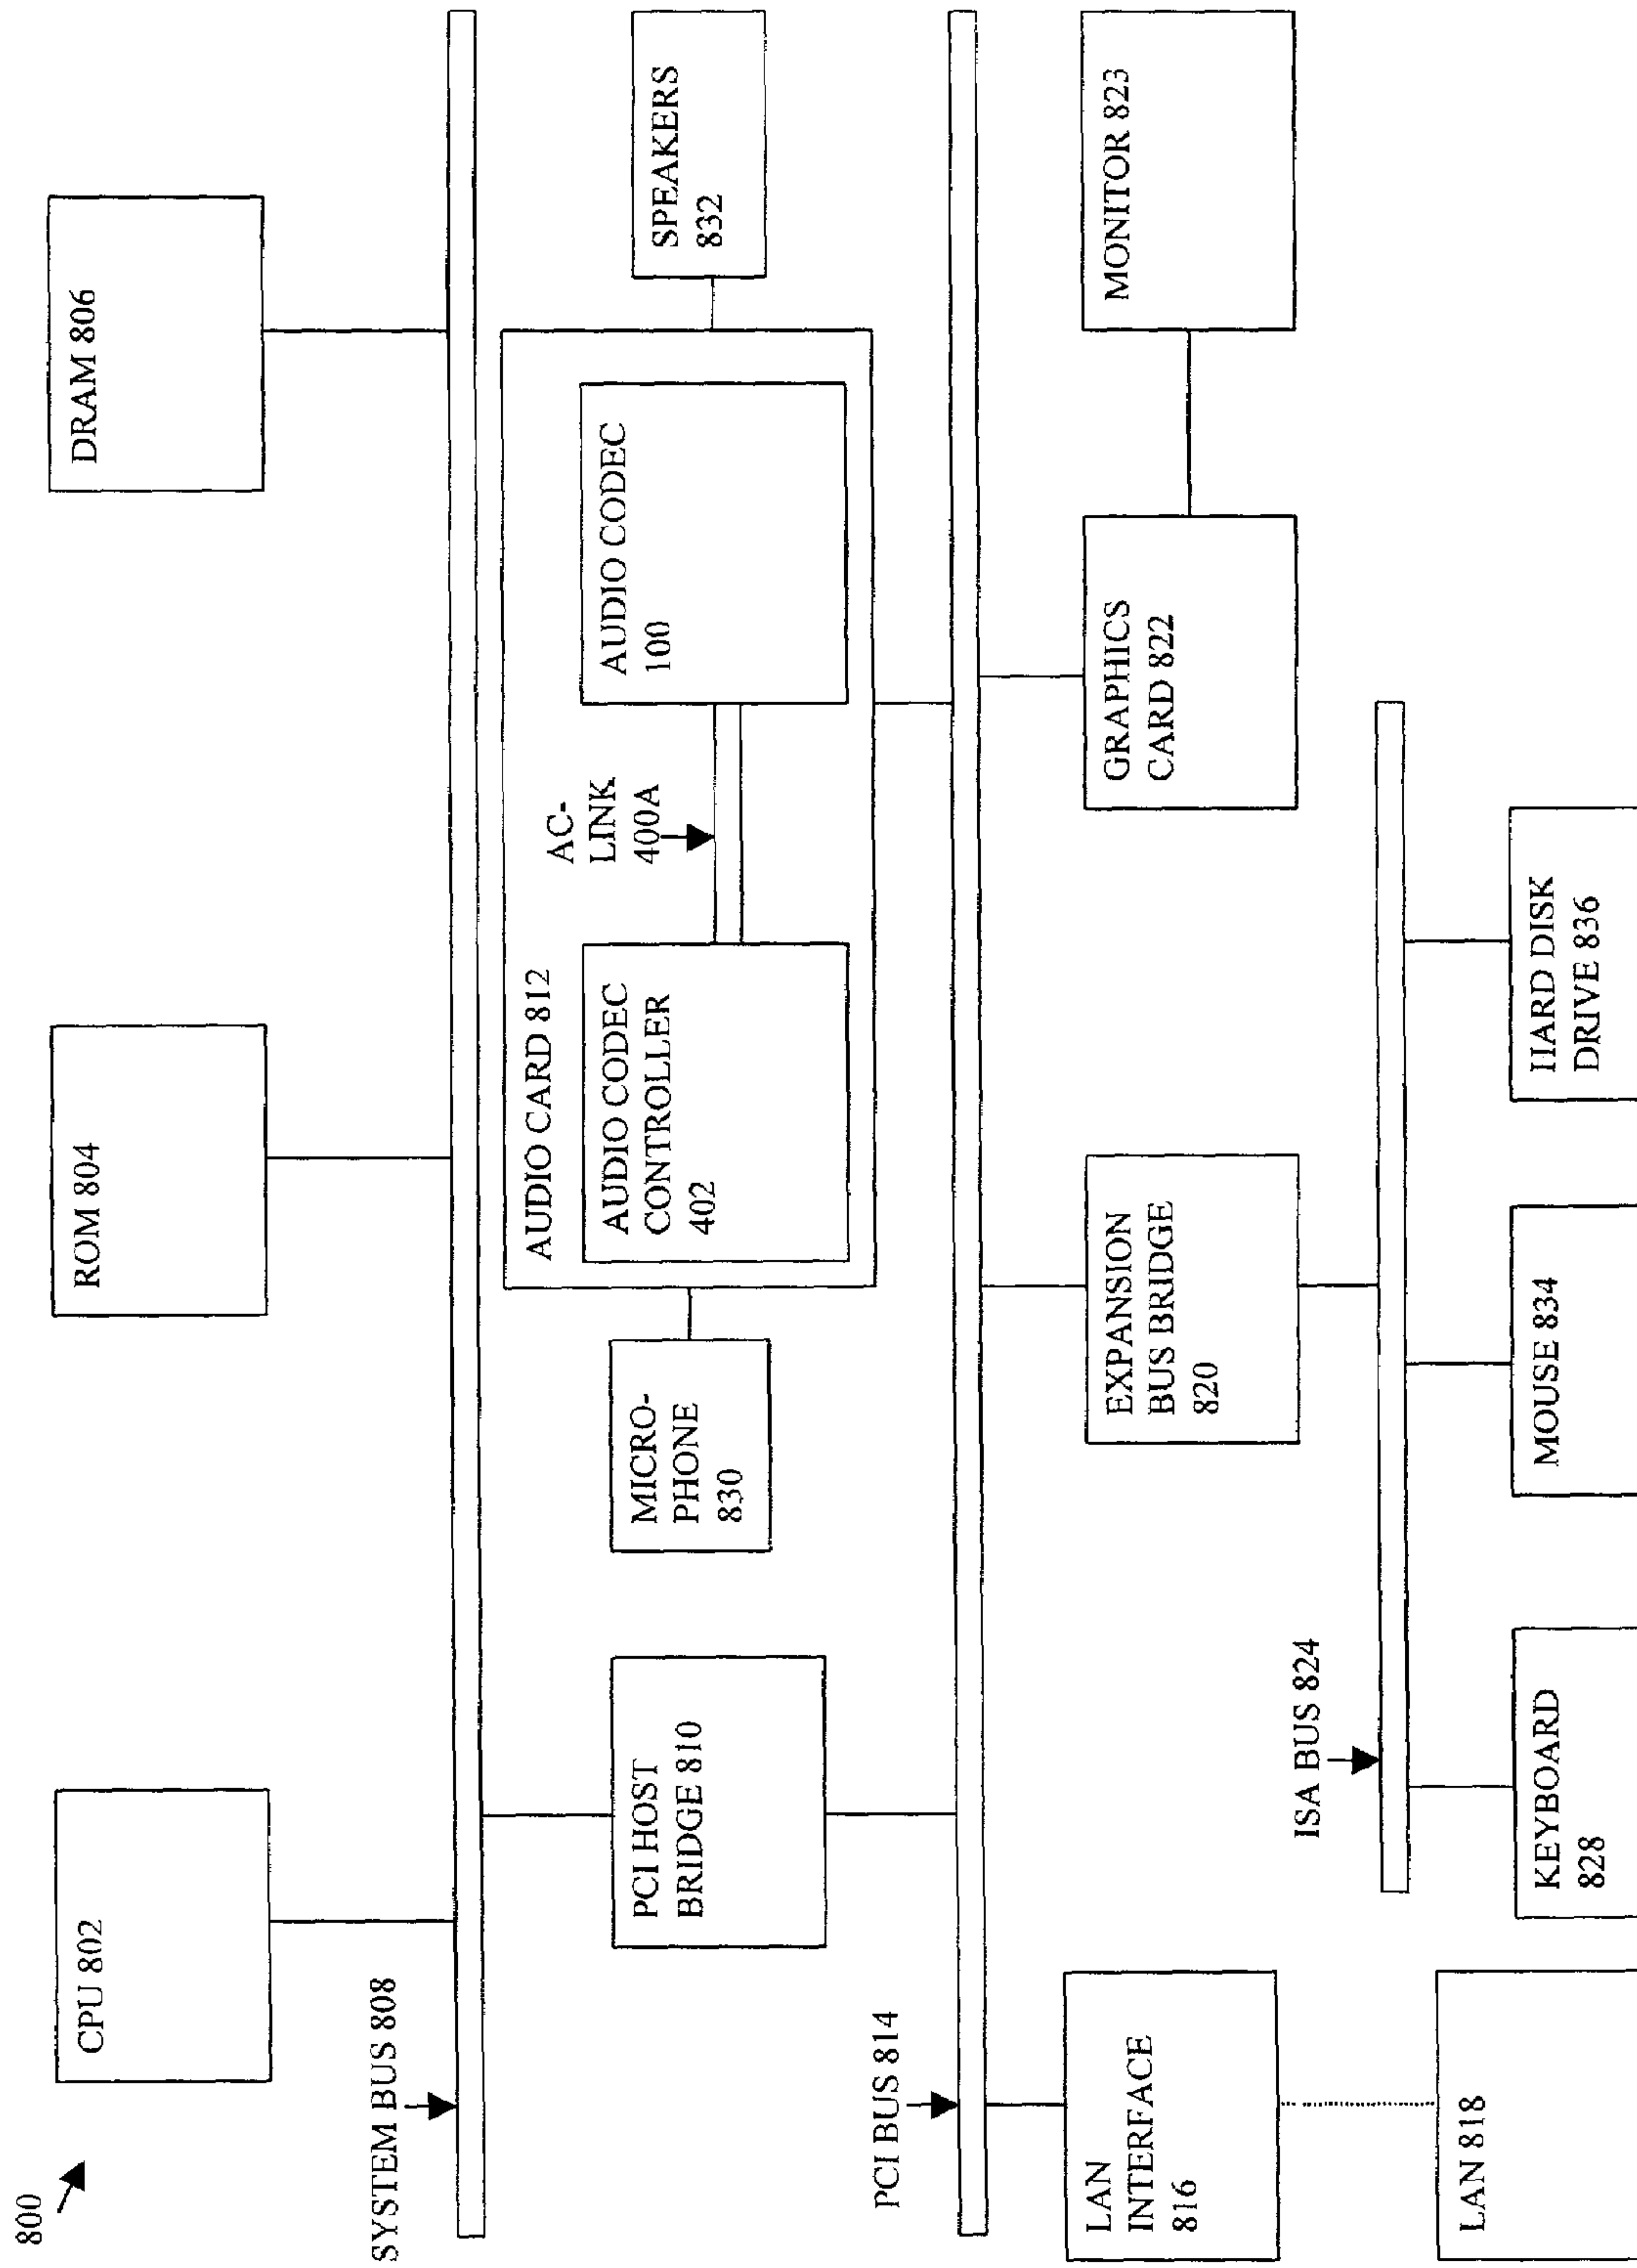 800
CPU 802
ROM 804
DRAM 806
SYSTEM BUS 808
PCI HOST
BRIDGE 810
MICRO-
PHONE
830
AUDIO CARD 812
AUDIO CODEC
CONTROLLER
402
AC-
LINK
400A
AUDIO CODEC
100
SPEAKERS
832
PCI BUS 814
LAN
INTERFACE
816
EXPANSION
BUS BRIDGE
820
GRAPHICS
CARD 822
MONITOR 823
ISA BUS 824
LAN 818
KEYBOARD
828
MOUSE 834
HARD DISK
DRIVE 836